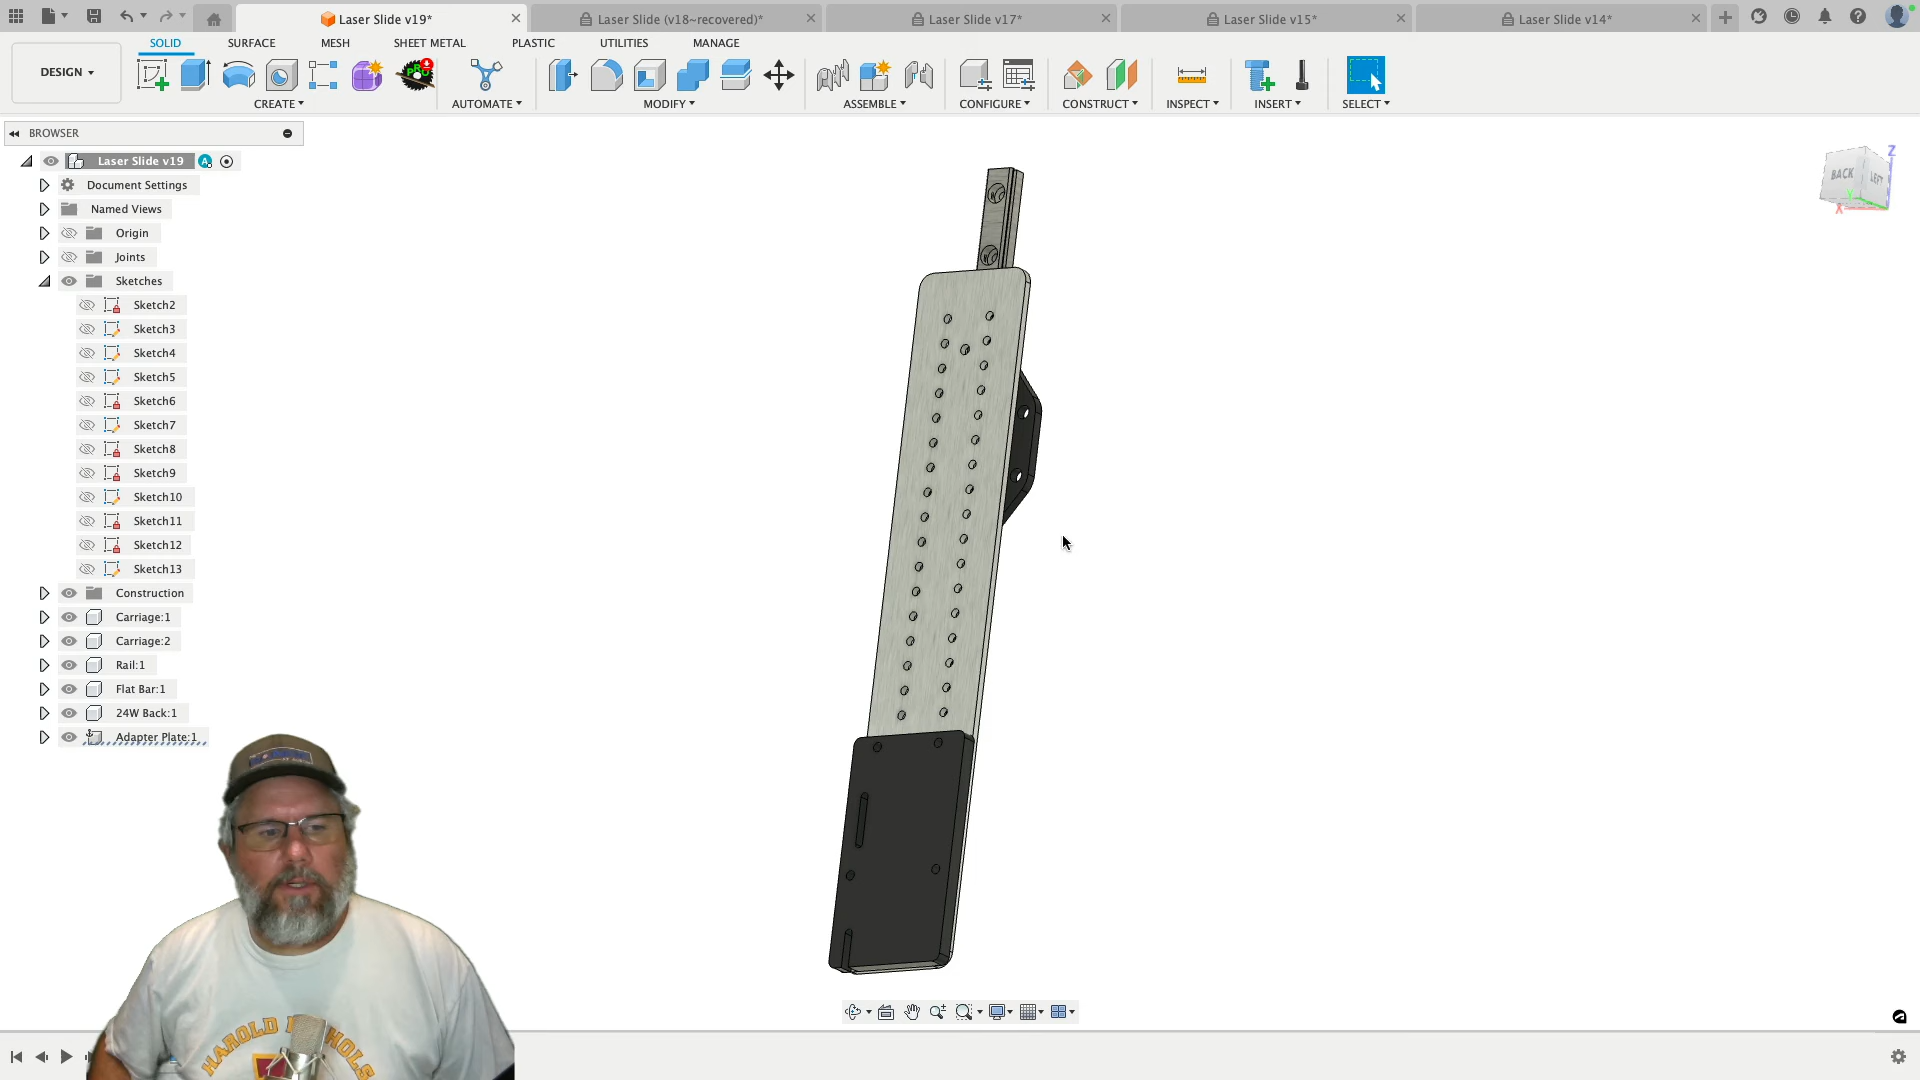 Laser Slide v19*
Laser Slide (v18~recovered)*
Laser Slide v17*
Laser Slide v15*
Laser Slide v14*
DESIGN
SOLID
SURFACE
MESH
SHEET METAL
PLASTIC
UTILITIES
MANAGE
CREATE
AUTOMATE
MODIFY
ASSEMBLE
CONFIGURE
CONSTRUCT
INSPECT
INSERT
SELECT
BROWSER
Laser Slide v19
Document Settings
Named Views
Origin
Joints
Sketches
Sketch2
Sketch3
Sketch4
Sketch5
Sketch6
Sketch7
Sketch8
Sketch9
Sketch10
Sketch11
Sketch12
Sketch13
Construction
Carriage:1
Carriage:2
Rail:1
Flat Bar:1
24W Back:1
Adapter Plate:1
BACK
LEFT
Z
X
Y
HAROLD